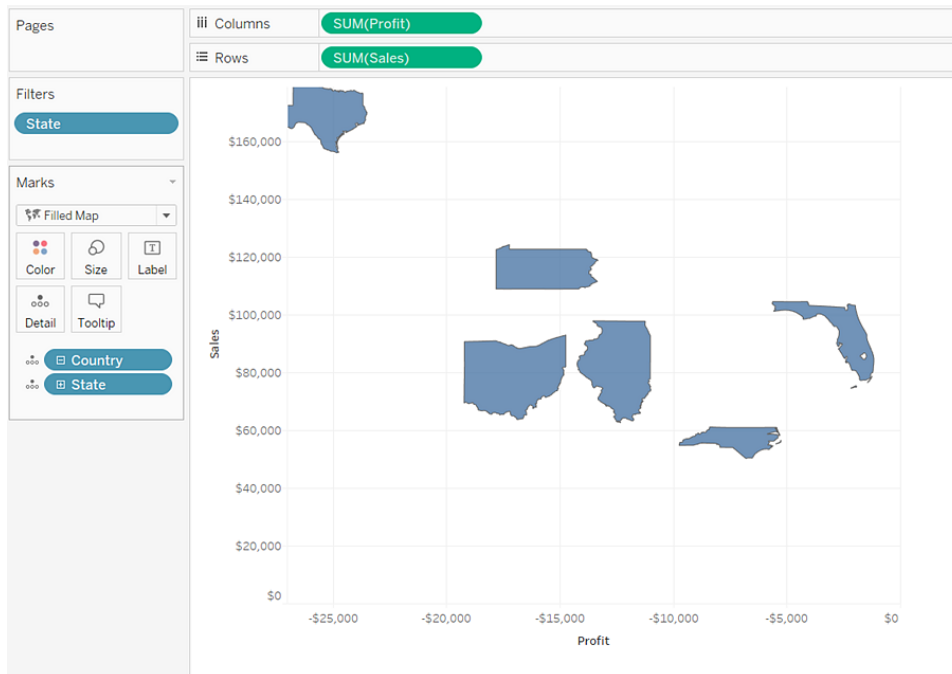 Pages
Columns
SUM(Profit)
Rows
SUM(Sales)
Filters
State
Marks
Filled Map
Color
Size
Label
Detail
Tooltip
Country
State
Sales
$160,000
$140,000
$120,000
$100,000
$80,000
$60,000
$40,000
$20,000
$0
-$25,000
-$20,000
-$15,000
-$10,000
-$5,000
$0
Profit